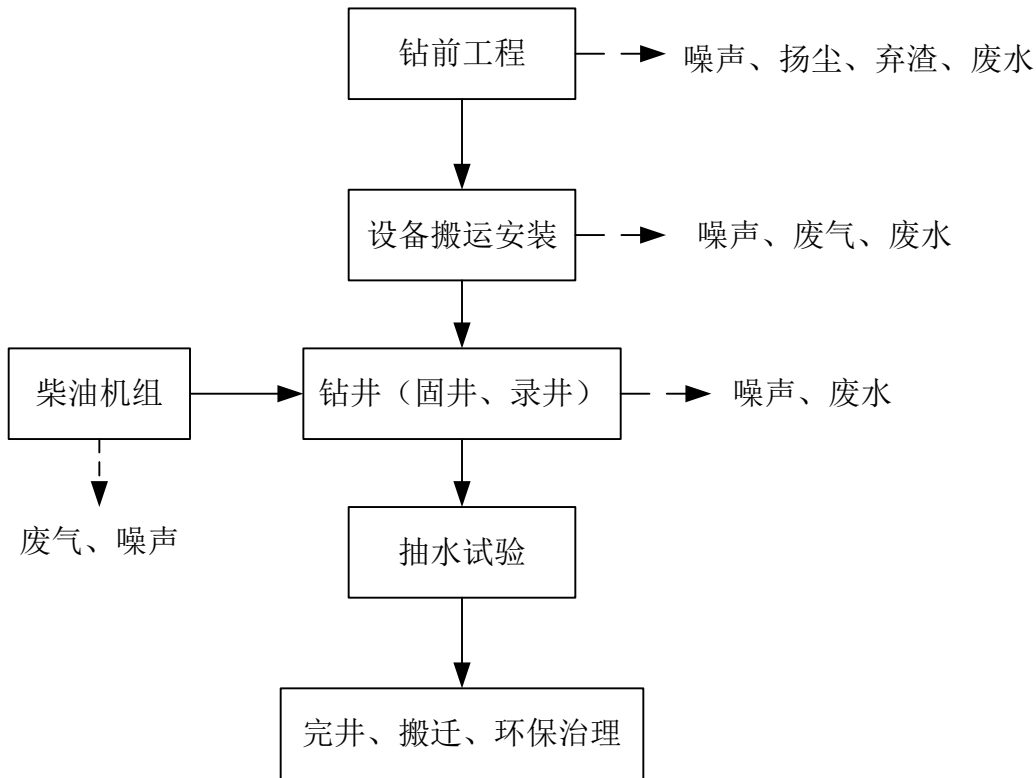 钻前工程
噪声、扬尘、弃渣、废水
设备搬运安装
噪声、废气、废水
柴油机组
钻井（固井、录井）
噪声、废水
废气、噪声
抽水试验
完井、搬迁、环保治理